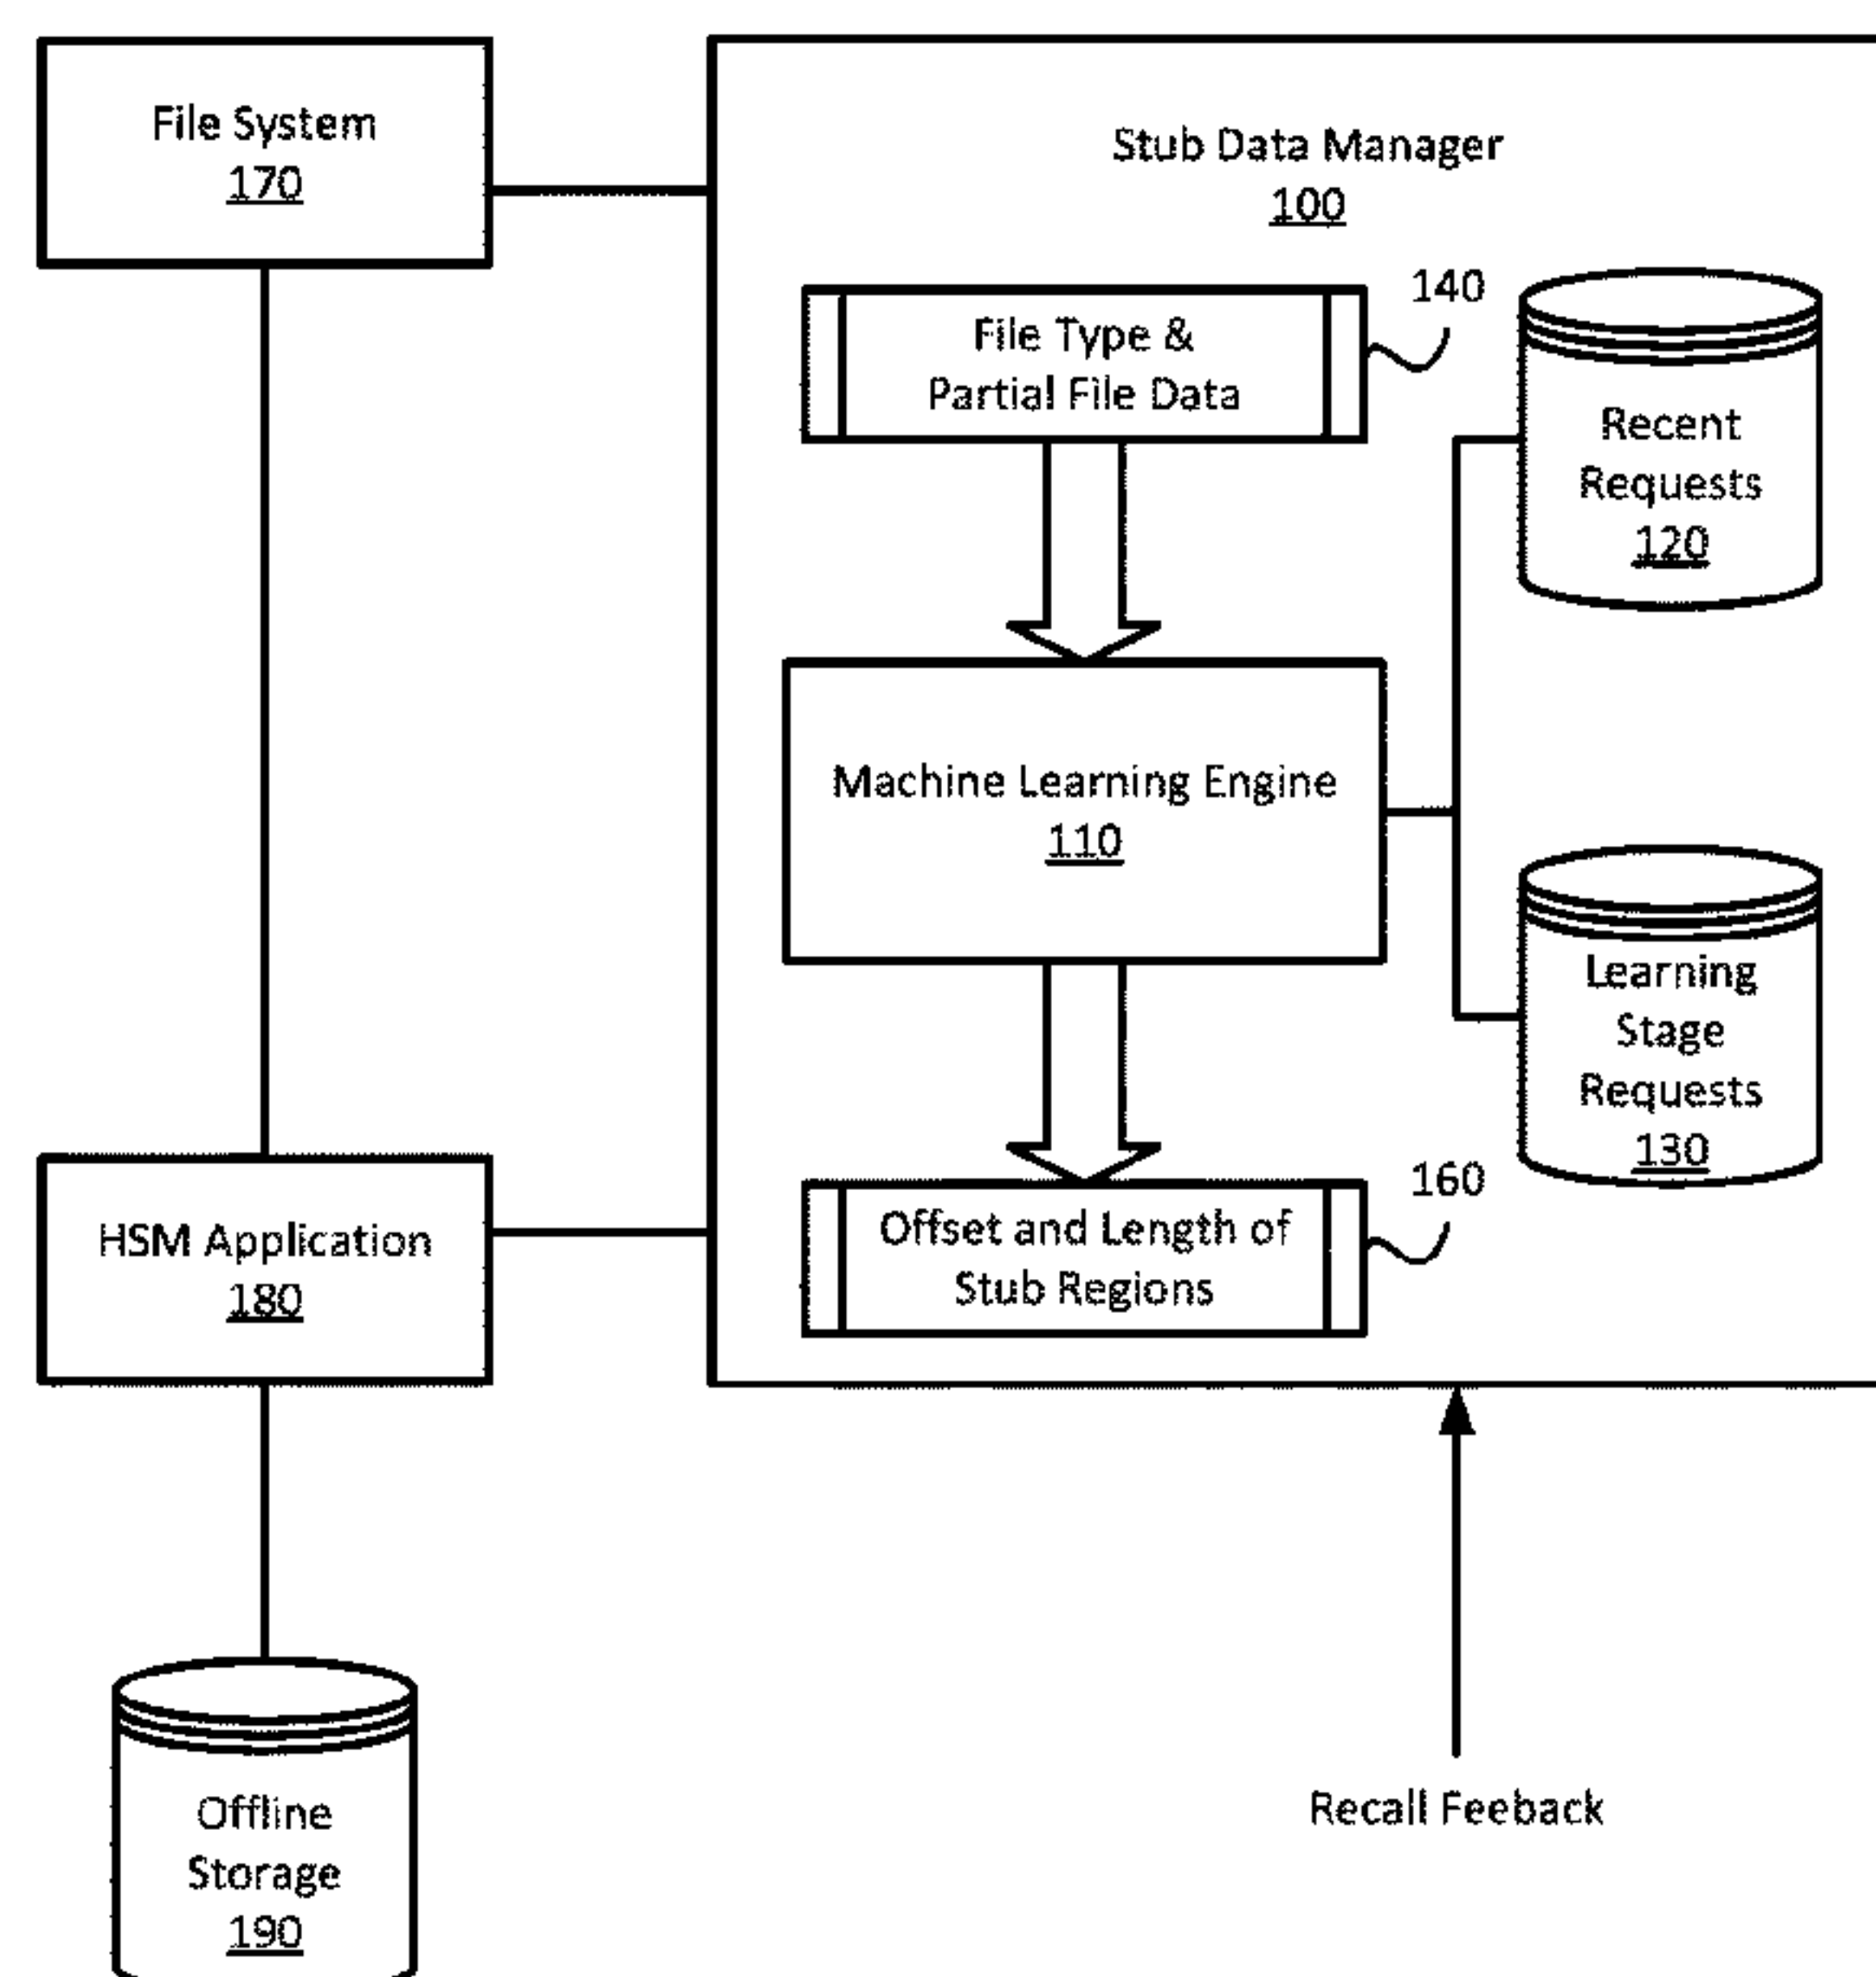 File System
170
Stub Data Manager
100
140
File Type &
Partial File Data
Recent
Requests
120
Machine Learning Engine
110
Learning
Stage
Requests
130
160
Offset and Length of
Stub Regions
HSM Application
180
Offline
Storage
190
Recall Feeback